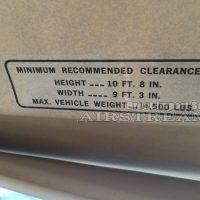 MINIMUM RECOMMENDED CLEARANCE
HEIGHT ---- 10 FT. 8 IN.
WIDTH ---- 9 FT. 3 IN.
MAX. VEHICLE WEIGHT - 14,500 LBS.
AIRSTREAM